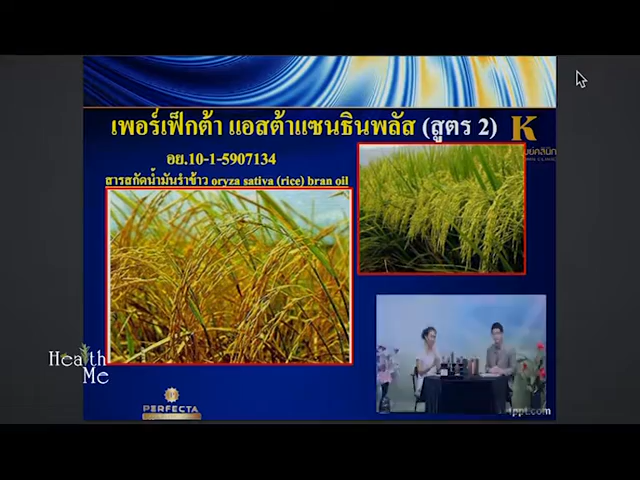 เพอร์เฟ็กต้า แอสต้าแซนธินพลัส (สูตร 2)
K
อย.10-1-5907134
สารสกัดน้ำมันรำข้าว oryza sativa (rice) bran oil
Health
Me
PERFECTA